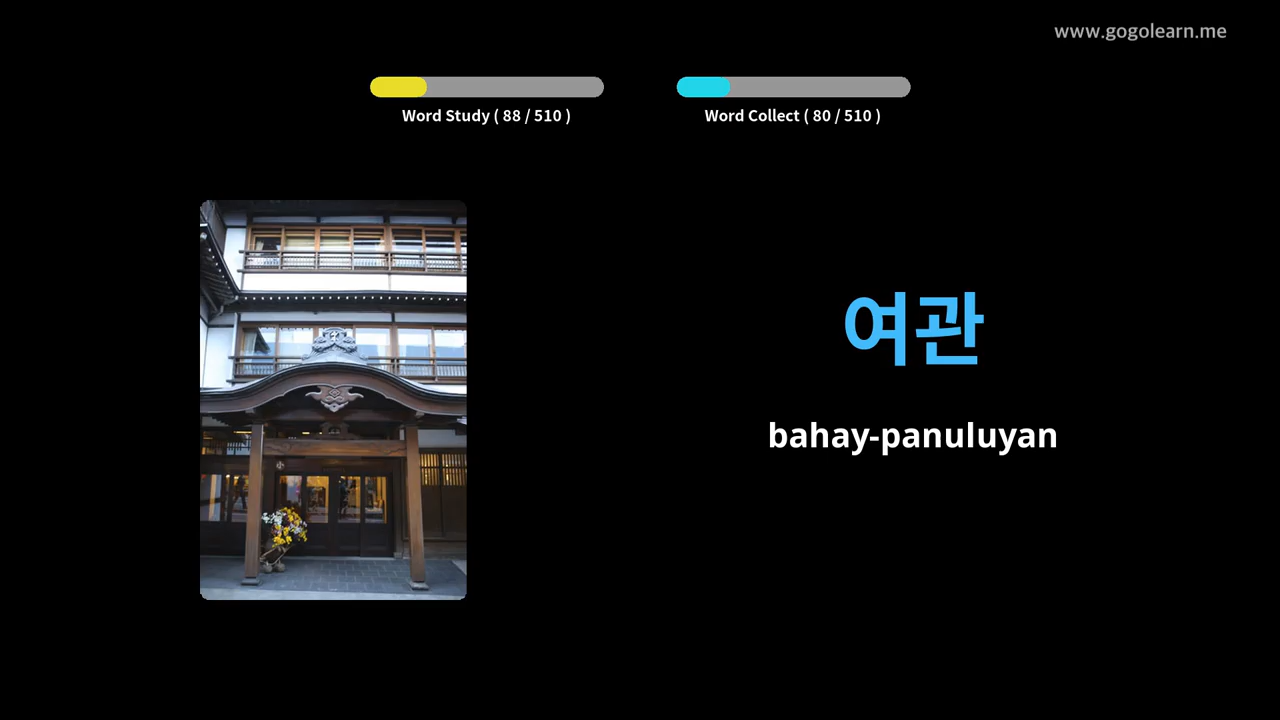 www.gogolearn.me
Word Study ( 88 / 510 )
Word Collect ( 80 / 510 )
여관
bahay-panuluyan